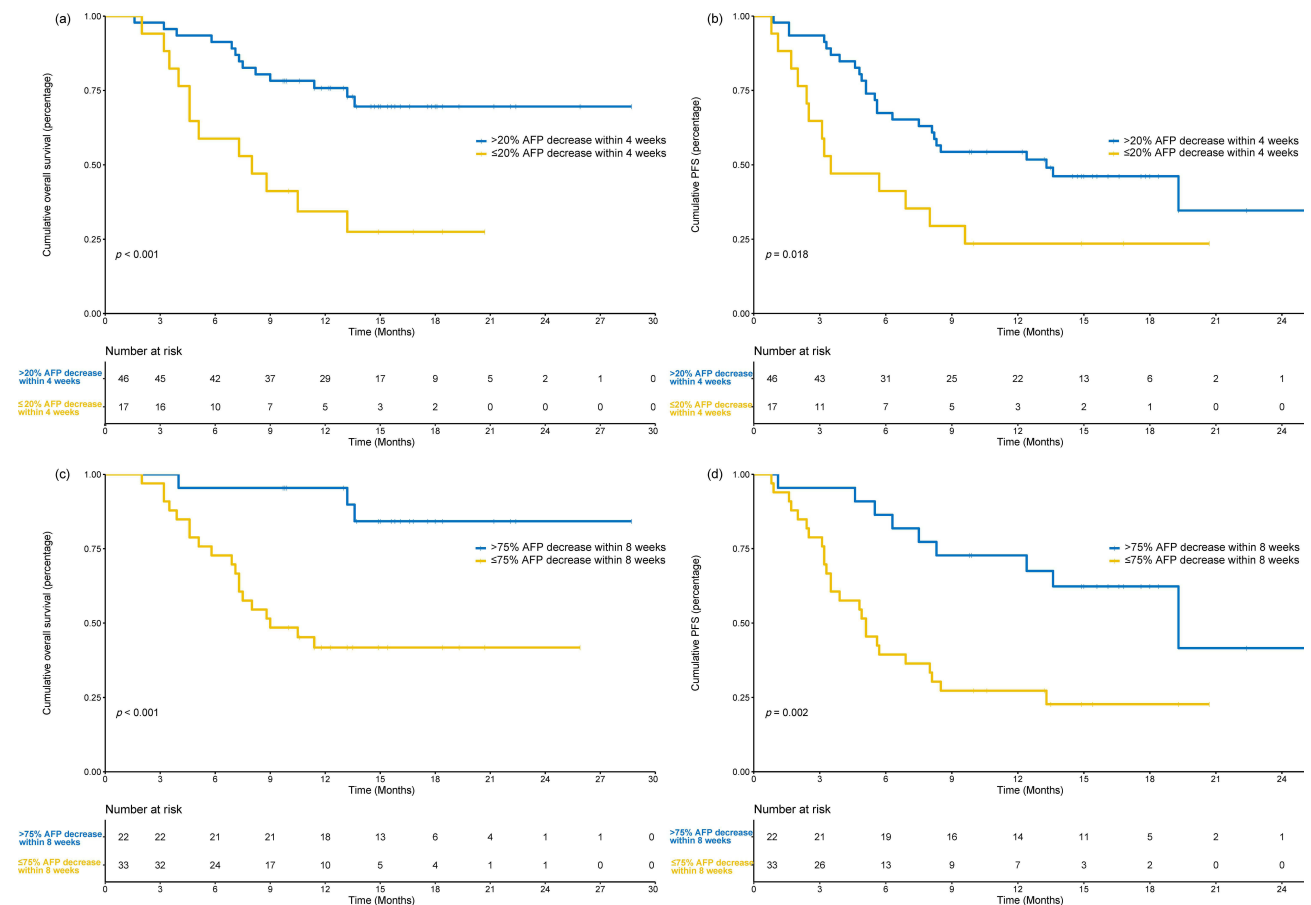 (a)
Cumulative overall survival (percentage)
1.00
0.75
0.50
0.25
0.00
>20% AFP decrease within 4 weeks
≤20% AFP decrease within 4 weeks
p < 0.001
0 3 6 9 12 15 18 21 24 27 30
Time (Months)
Number at risk
>20% AFP decrease
within 4 weeks
46 45 42 37 29 17 9 5 2 1 0
≤20% AFP decrease
within 4 weeks
17 16 10 7 5 3 2 0 0 0 0
0 3 6 9 12 15 18 21 24 27 30
Time (Months)
(b)
Cumulative PFS (percentage)
1.00
0.75
0.50
0.25
0.00
>20% AFP decrease within 4 weeks
≤20% AFP decrease within 4 weeks
p = 0.018
0 3 6 9 12 15 18 21 24
Time (Months)
Number at risk
>20% AFP decrease
within 4 weeks
46 43 31 25 22 13 6 2 1
≤20% AFP decrease
within 4 weeks
17 11 7 5 3 2 1 0 0
0 3 6 9 12 15 18 21 24
Time (Months)
(c)
Cumulative overall survival (percentage)
1.00
0.75
0.50
0.25
0.00
>75% AFP decrease within 8 weeks
≤75% AFP decrease within 8 weeks
p < 0.001
0 3 6 9 12 15 18 21 24 27 30
Time (Months)
Number at risk
>75% AFP decrease
within 8 weeks
22 22 21 21 18 13 6 4 1 1 0
≤75% AFP decrease
within 8 weeks
33 32 24 17 10 5 4 1 1 0 0
0 3 6 9 12 15 18 21 24 27 30
Time (Months)
(d)
Cumulative PFS (percentage)
1.00
0.75
0.50
0.25
0.00
>75% AFP decrease within 8 weeks
≤75% AFP decrease within 8 weeks
p = 0.002
0 3 6 9 12 15 18 21 24
Time (Months)
Number at risk
>75% AFP decrease
within 8 weeks
22 21 19 16 14 11 5 2 1
≤75% AFP decrease
within 8 weeks
33 26 13 9 7 3 2 0 0
0 3 6 9 12 15 18 21 24
Time (Months)